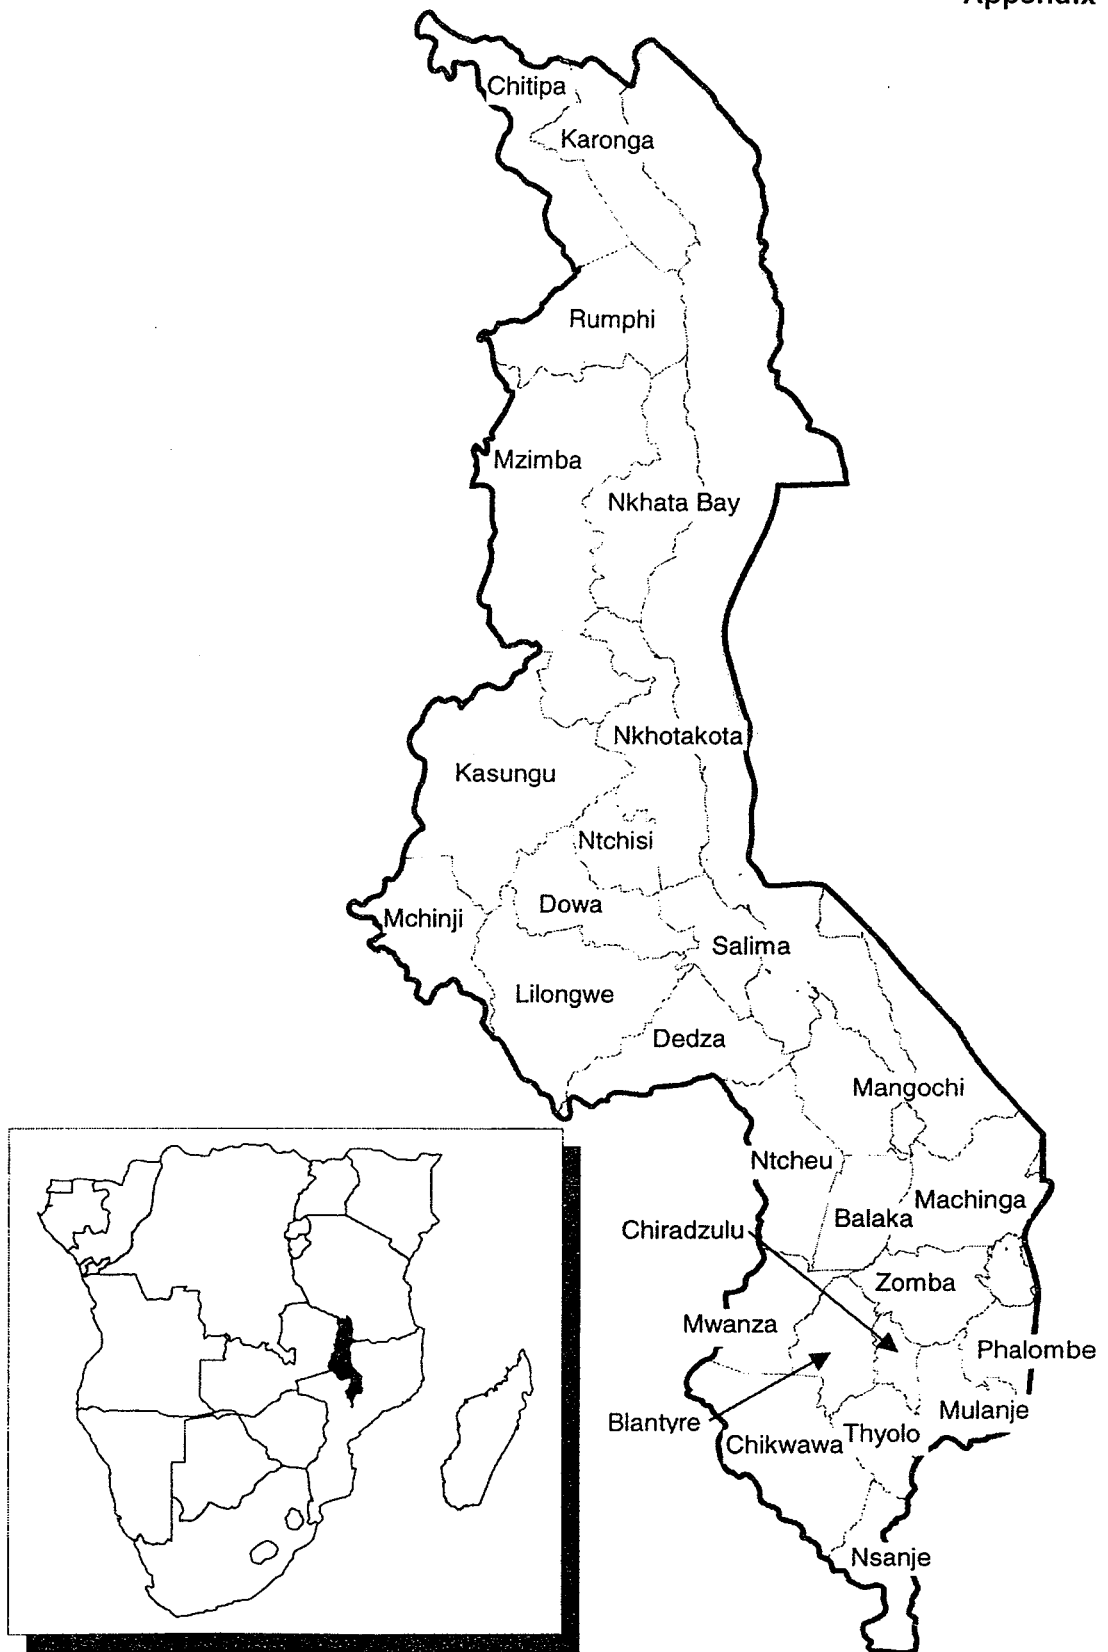 Appendix
Chitipa
Karonga
Rumphi
Mzimba
Nkhata Bay
Nkhotakota
Kasungu
Ntchisi
Dowa
Mchinji
Salima
Lilongwe
Dedza
Mangochi
Ntcheu
Machinga
Balaka
Chiradzulu
Zomba
Mwanza
Phalombe
Mulanje
Blantyre
Thyolo
Chikwawa
Nsanje